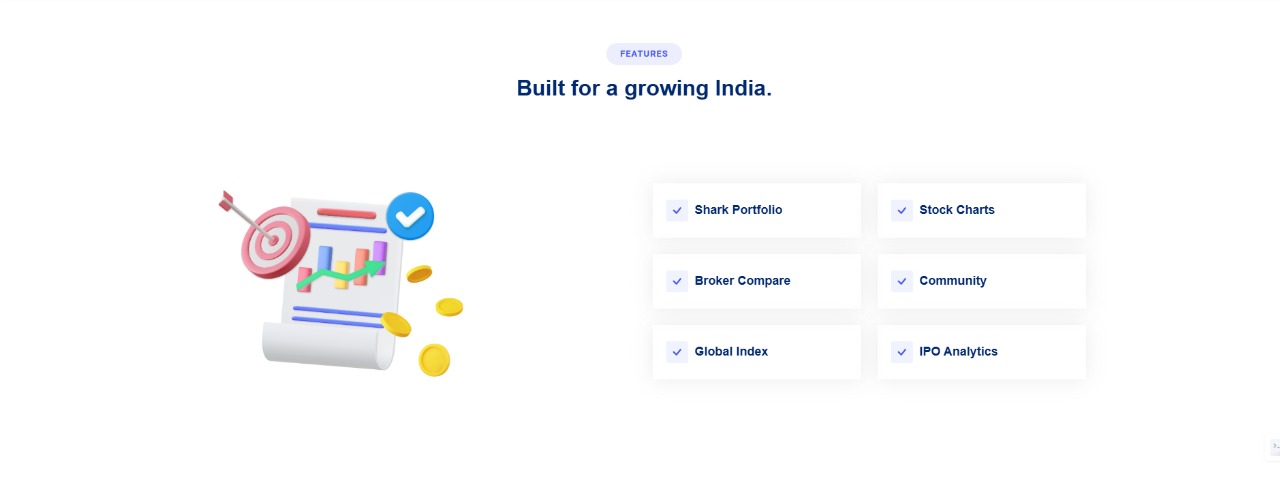 FEATURES
Built for a growing India.
Shark Portfolio
Stock Charts
Broker Compare
Community
Global Index
IPO Analytics